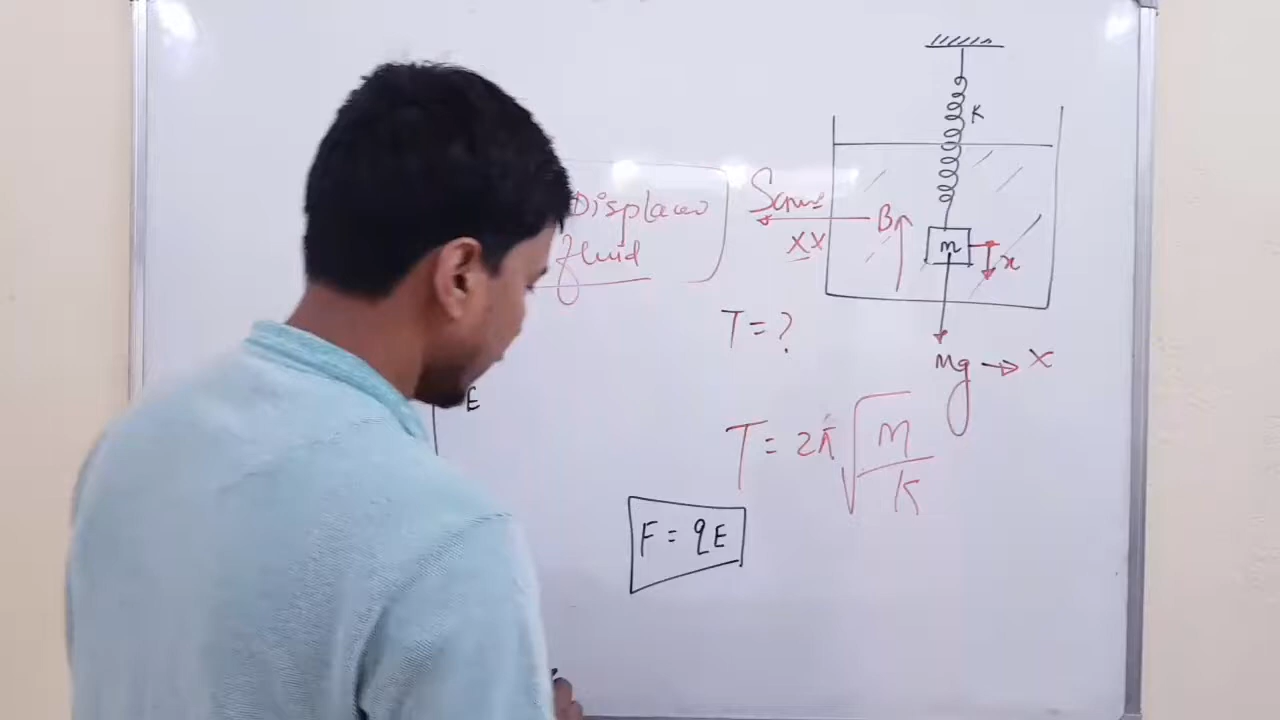 Displaced
fluid
Same
XX
B
K
m
x
mg → X
T = ?
T = 2π √(m/K)
E
F = qE